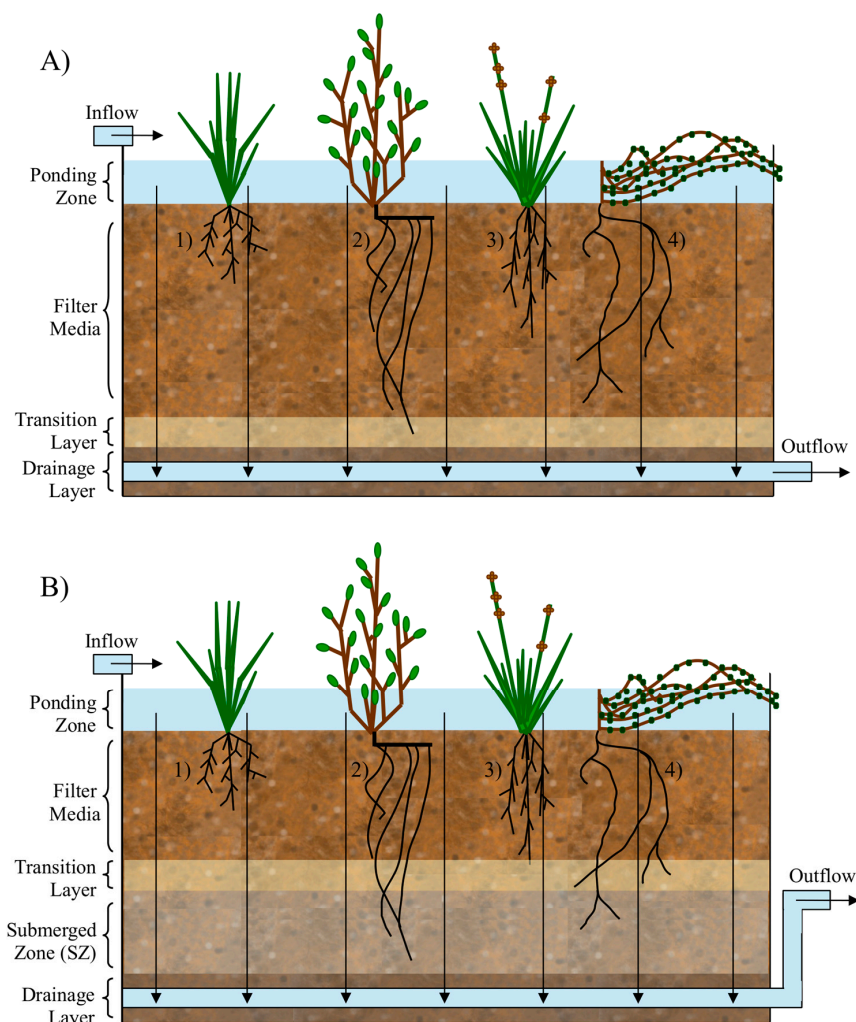 A)
Inflow
Ponding
Zone
1)
2)
3)
4)
Filter
Media
Transition
Layer
Drainage
Layer
Outflow
B)
Inflow
Ponding
Zone
1)
2)
3)
4)
Filter
Media
Transition
Layer
Outflow
Submerged
Zone (SZ)
Drainage
Layer